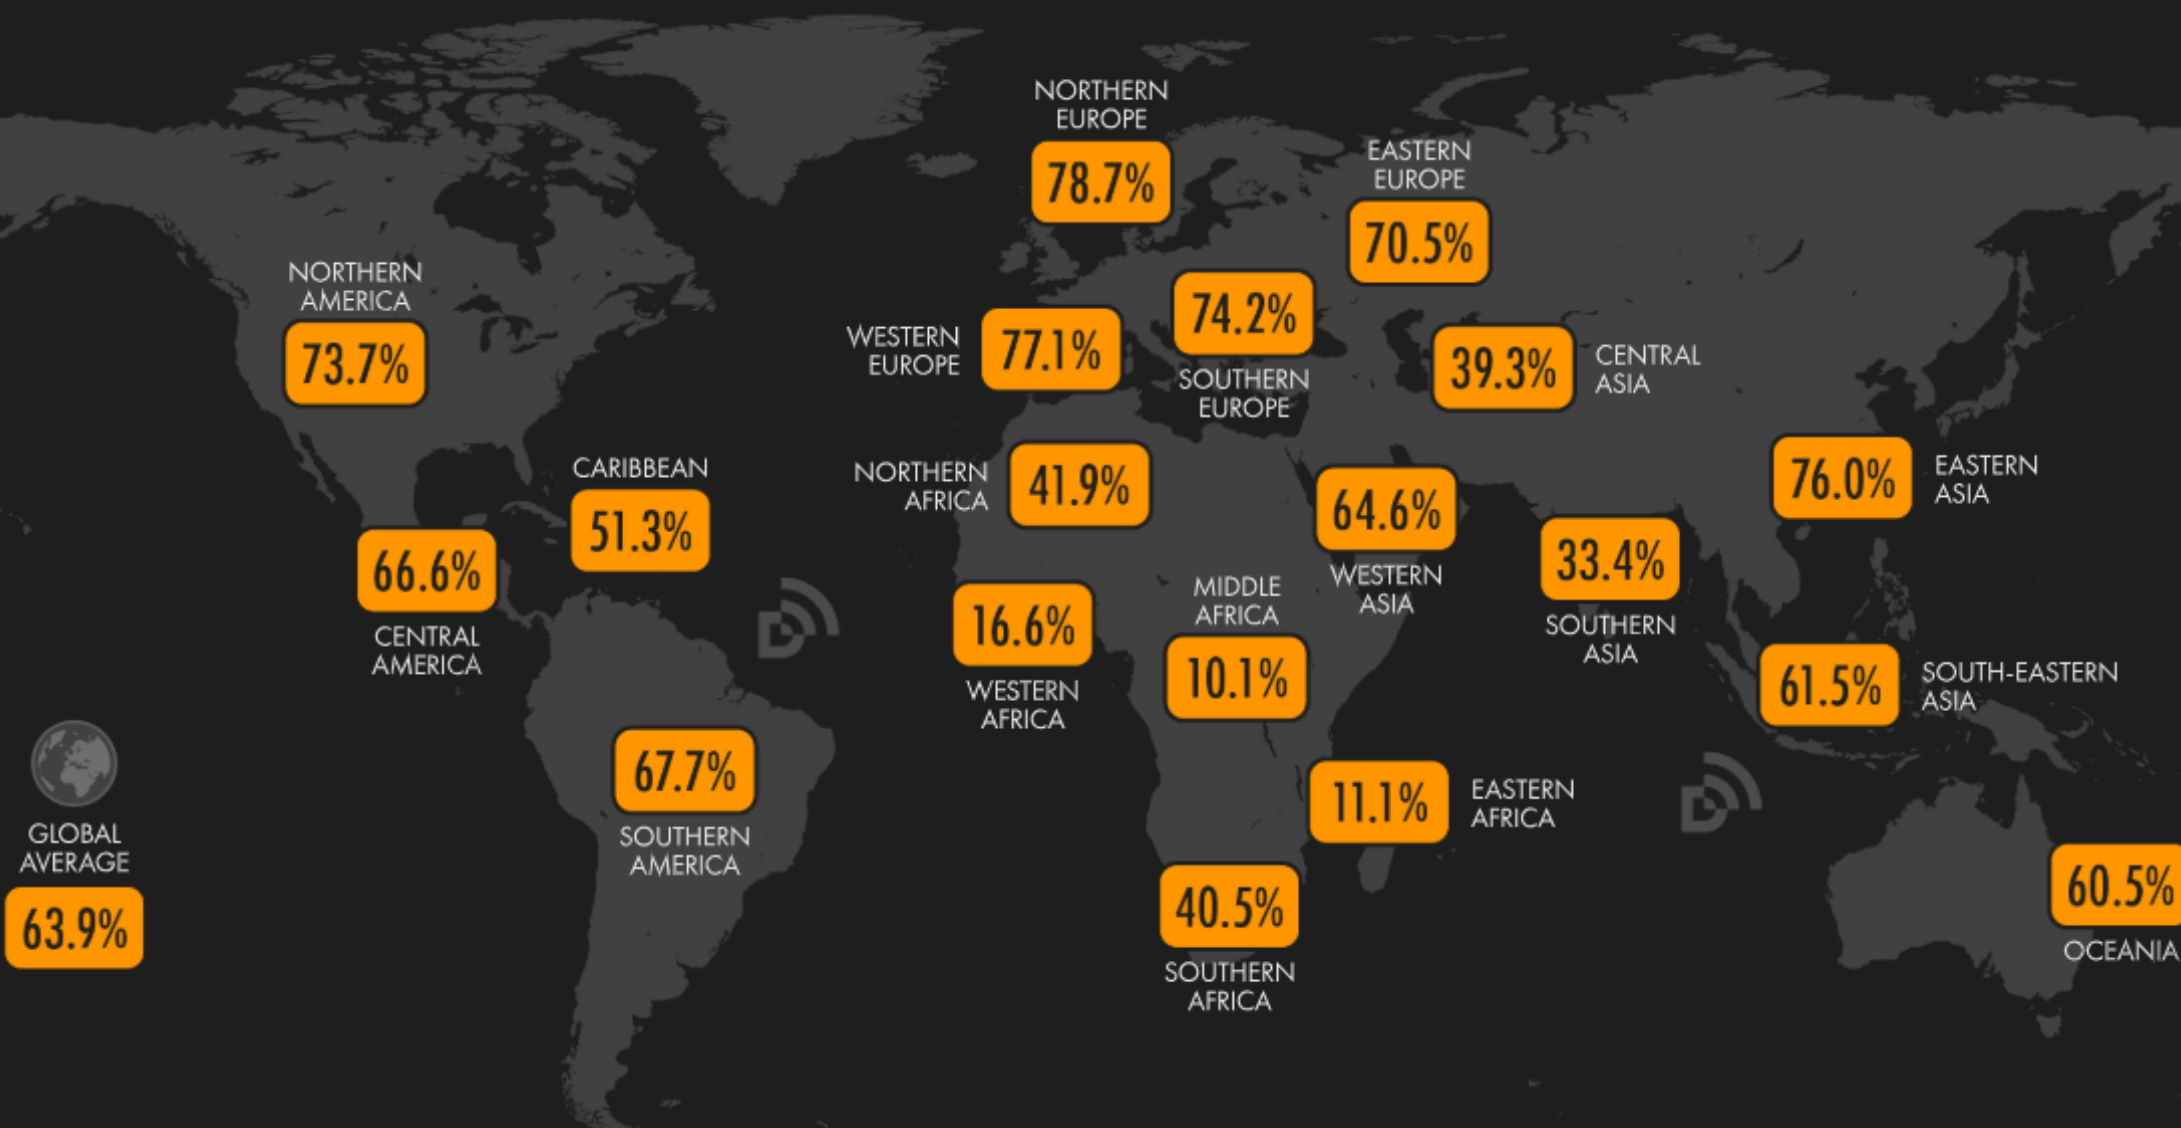 NORTHERN
EUROPE
78.7%
EASTERN
EUROPE
70.5%
NORTHERN
AMERICA
73.7%
WESTERN
EUROPE
77.1%
74.2%
SOUTHERN
EUROPE
39.3%
CENTRAL
ASIA
CARIBBEAN
51.3%
NORTHERN
AFRICA
41.9%
64.6%
WESTERN
ASIA
76.0%
EASTERN
ASIA
66.6%
CENTRAL
AMERICA
33.4%
SOUTHERN
ASIA
16.6%
WESTERN
AFRICA
MIDDLE
AFRICA
10.1%
61.5%
SOUTH-EASTERN
ASIA
67.7%
SOUTHERN
AMERICA
11.1%
EASTERN
AFRICA
GLOBAL
AVERAGE
63.9%
40.5%
SOUTHERN
AFRICA
60.5%
OCEANIA